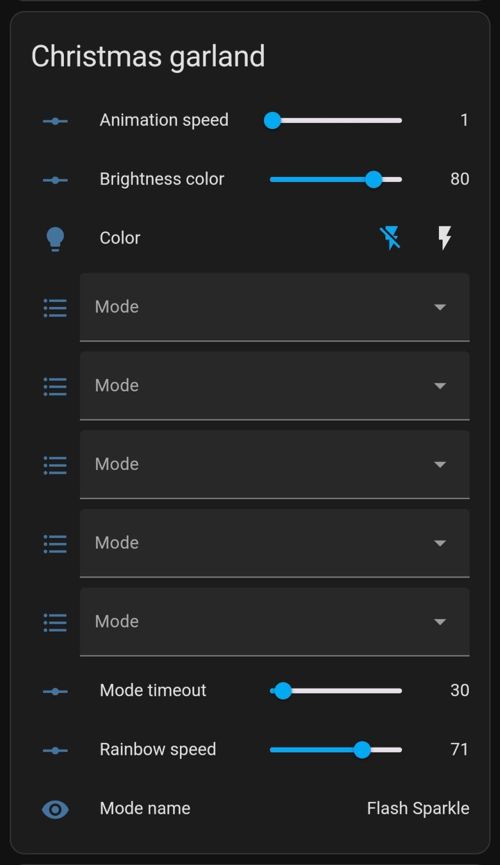 Christmas garland
Animation speed 1
Brightness color 80
Color
Mode
Mode
Mode
Mode
Mode
Mode timeout 30
Rainbow speed 71
Mode name Flash Sparkle